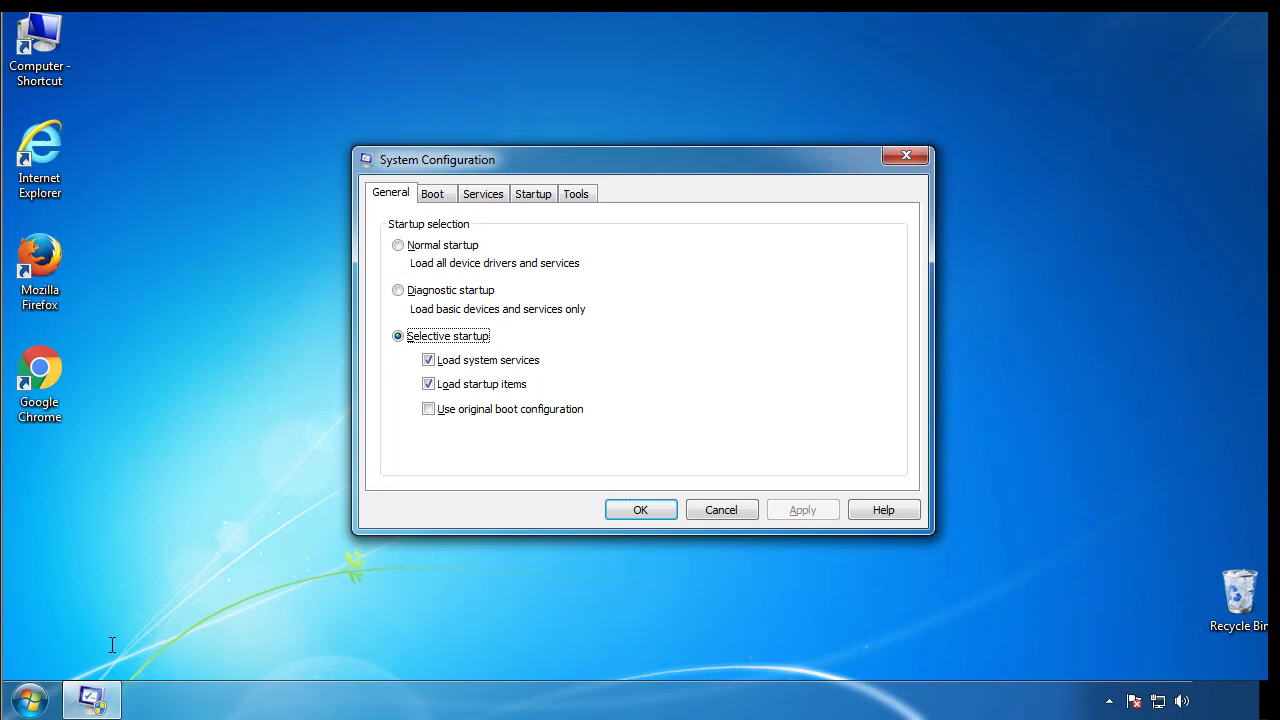 Computer -
Shortcut
Internet
Explorer
Mozilla
Firefox
Google
Chrome
System Configuration
General
Boot
Services
Startup
Tools
Startup selection
Normal startup
Load all device drivers and services
Diagnostic startup
Load basic devices and services only
Selective startup
Load system services
Load startup items
Use original boot configuration
OK
Cancel
Apply
Help
Recycle Bin